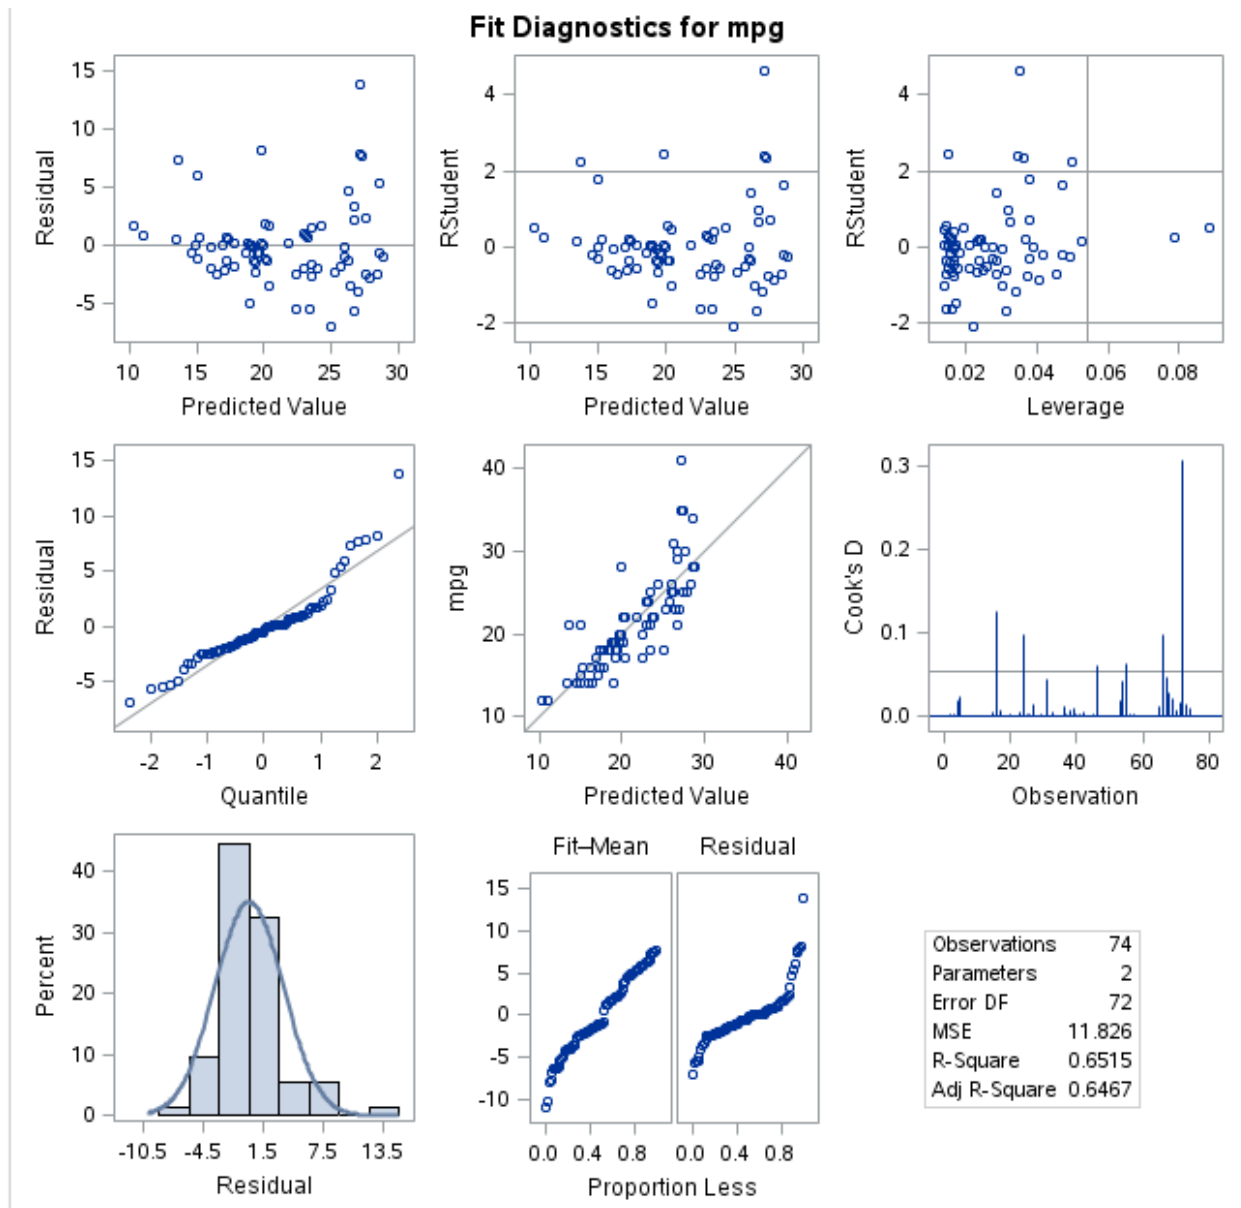 Fit Diagnostics for mpg
15
10
5
0
-5
Residual
10 15 20 25 30
Predicted Value
4
2
0
-2
RStudent
10 15 20 25 30
Predicted Value
4
2
0
-2
RStudent
0.02 0.04 0.06 0.08
Leverage
15
10
5
0
-5
Residual
-2 -1 0 1 2
Quantile
40
30
20
10
mpg
10 20 30 40
Predicted Value
0.3
0.2
0.1
0.0
Cook's D
0 20 40 60 80
Observation
40
30
20
10
0
Percent
-10.5 -4.5 1.5 7.5 13.5
Residual
Fit–Mean Residual
15
10
5
0
-5
-10
0.0 0.4 0.8 0.0 0.4 0.8
Proportion Less
Observations 74
Parameters 2
Error DF 72
MSE 11.826
R-Square 0.6515
Adj R-Square 0.6467